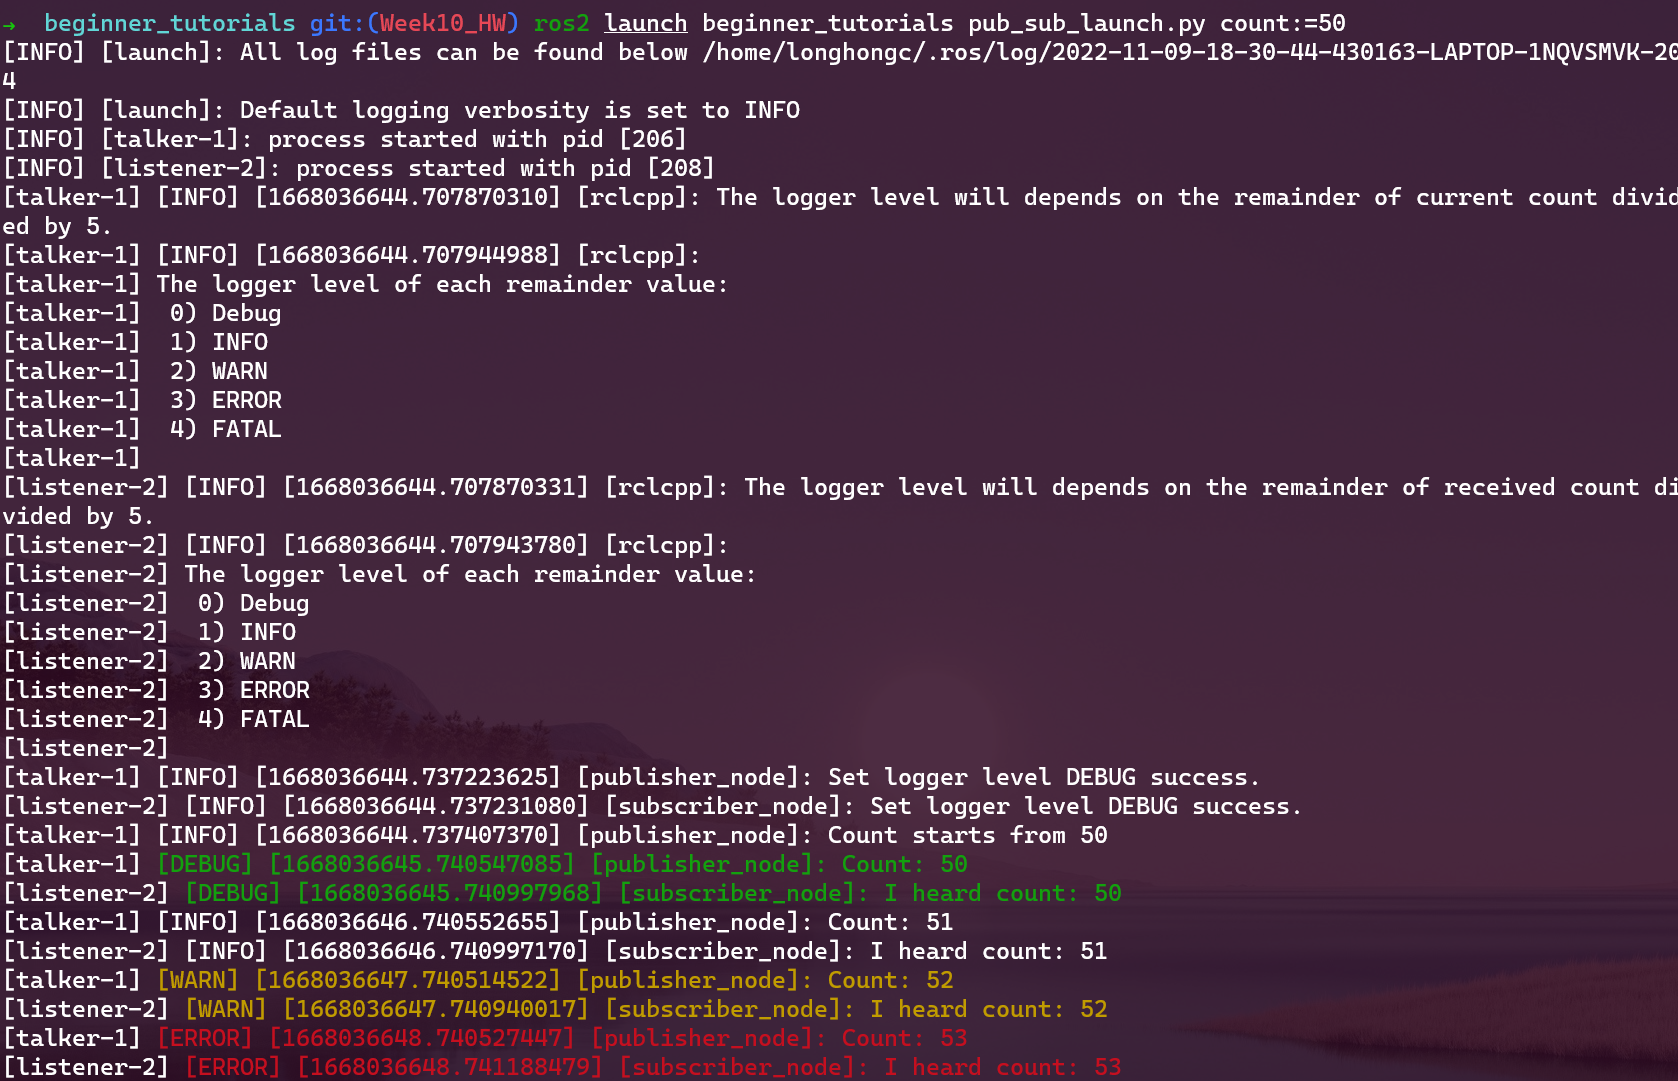 →  beginner_tutorials git:(Week10_HW) ros2 launch beginner_tutorials pub_sub_launch.py count:=50
[INFO] [launch]: All log files can be found below /home/longhongc/.ros/log/2022-11-09-18-30-44-430163-LAPTOP-1NQVSMVK-20
4
[INFO] [launch]: Default logging verbosity is set to INFO
[INFO] [talker-1]: process started with pid [206]
[INFO] [listener-2]: process started with pid [208]
[talker-1] [INFO] [1668036644.707870310] [rclcpp]: The logger level will depends on the remainder of current count divid
ed by 5.
[talker-1] [INFO] [1668036644.707944988] [rclcpp]:
[talker-1] The logger level of each remainder value:
[talker-1]  0) Debug
[talker-1]  1) INFO
[talker-1]  2) WARN
[talker-1]  3) ERROR
[talker-1]  4) FATAL
[talker-1]
[listener-2] [INFO] [1668036644.707870331] [rclcpp]: The logger level will depends on the remainder of received count di
vided by 5.
[listener-2] [INFO] [1668036644.707943780] [rclcpp]:
[listener-2] The logger level of each remainder value:
[listener-2]  0) Debug
[listener-2]  1) INFO
[listener-2]  2) WARN
[listener-2]  3) ERROR
[listener-2]  4) FATAL
[listener-2]
[talker-1] [INFO] [1668036644.737223625] [publisher_node]: Set logger level DEBUG success.
[listener-2] [INFO] [1668036644.737231080] [subscriber_node]: Set logger level DEBUG success.
[talker-1] [INFO] [1668036644.737407370] [publisher_node]: Count starts from 50
[talker-1] [DEBUG] [1668036645.740547085] [publisher_node]: Count: 50
[listener-2] [DEBUG] [1668036645.740997968] [subscriber_node]: I heard count: 50
[talker-1] [INFO] [1668036646.740552655] [publisher_node]: Count: 51
[listener-2] [INFO] [1668036646.740997170] [subscriber_node]: I heard count: 51
[talker-1] [WARN] [1668036647.740514522] [publisher_node]: Count: 52
[listener-2] [WARN] [1668036647.740940017] [subscriber_node]: I heard count: 52
[talker-1] [ERROR] [1668036648.740527447] [publisher_node]: Count: 53
[listener-2] [ERROR] [1668036648.741188479] [subscriber_node]: I heard count: 53